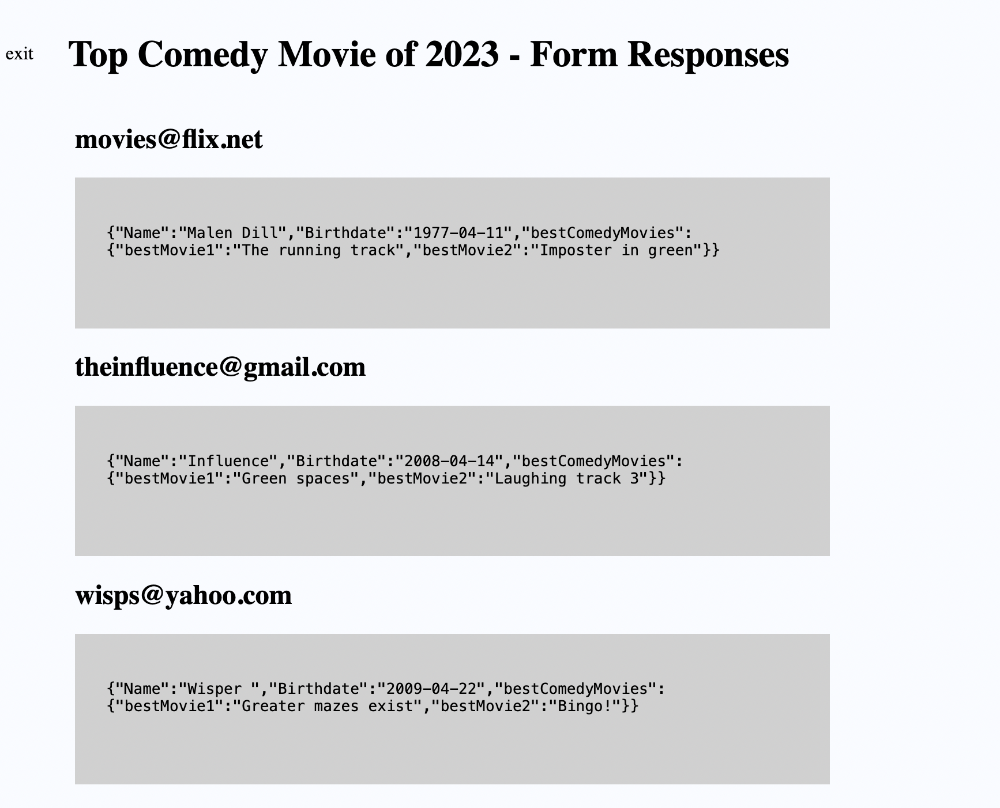 exit
Top Comedy Movie of 2023 - Form Responses
movies@flix.net
{"Name":"Malen Dill","Birthdate":"1977-04-11","bestComedyMovies":
{"bestMovie1":"The running track","bestMovie2":"Imposter in green"}}
theinfluence@gmail.com
{"Name":"Influence","Birthdate":"2008-04-14","bestComedyMovies":
{"bestMovie1":"Green spaces","bestMovie2":"Laughing track 3"}}
wisps@yahoo.com
{"Name":"Wisper ","Birthdate":"2009-04-22","bestComedyMovies":
{"bestMovie1":"Greater mazes exist","bestMovie2":"Bingo!"}}